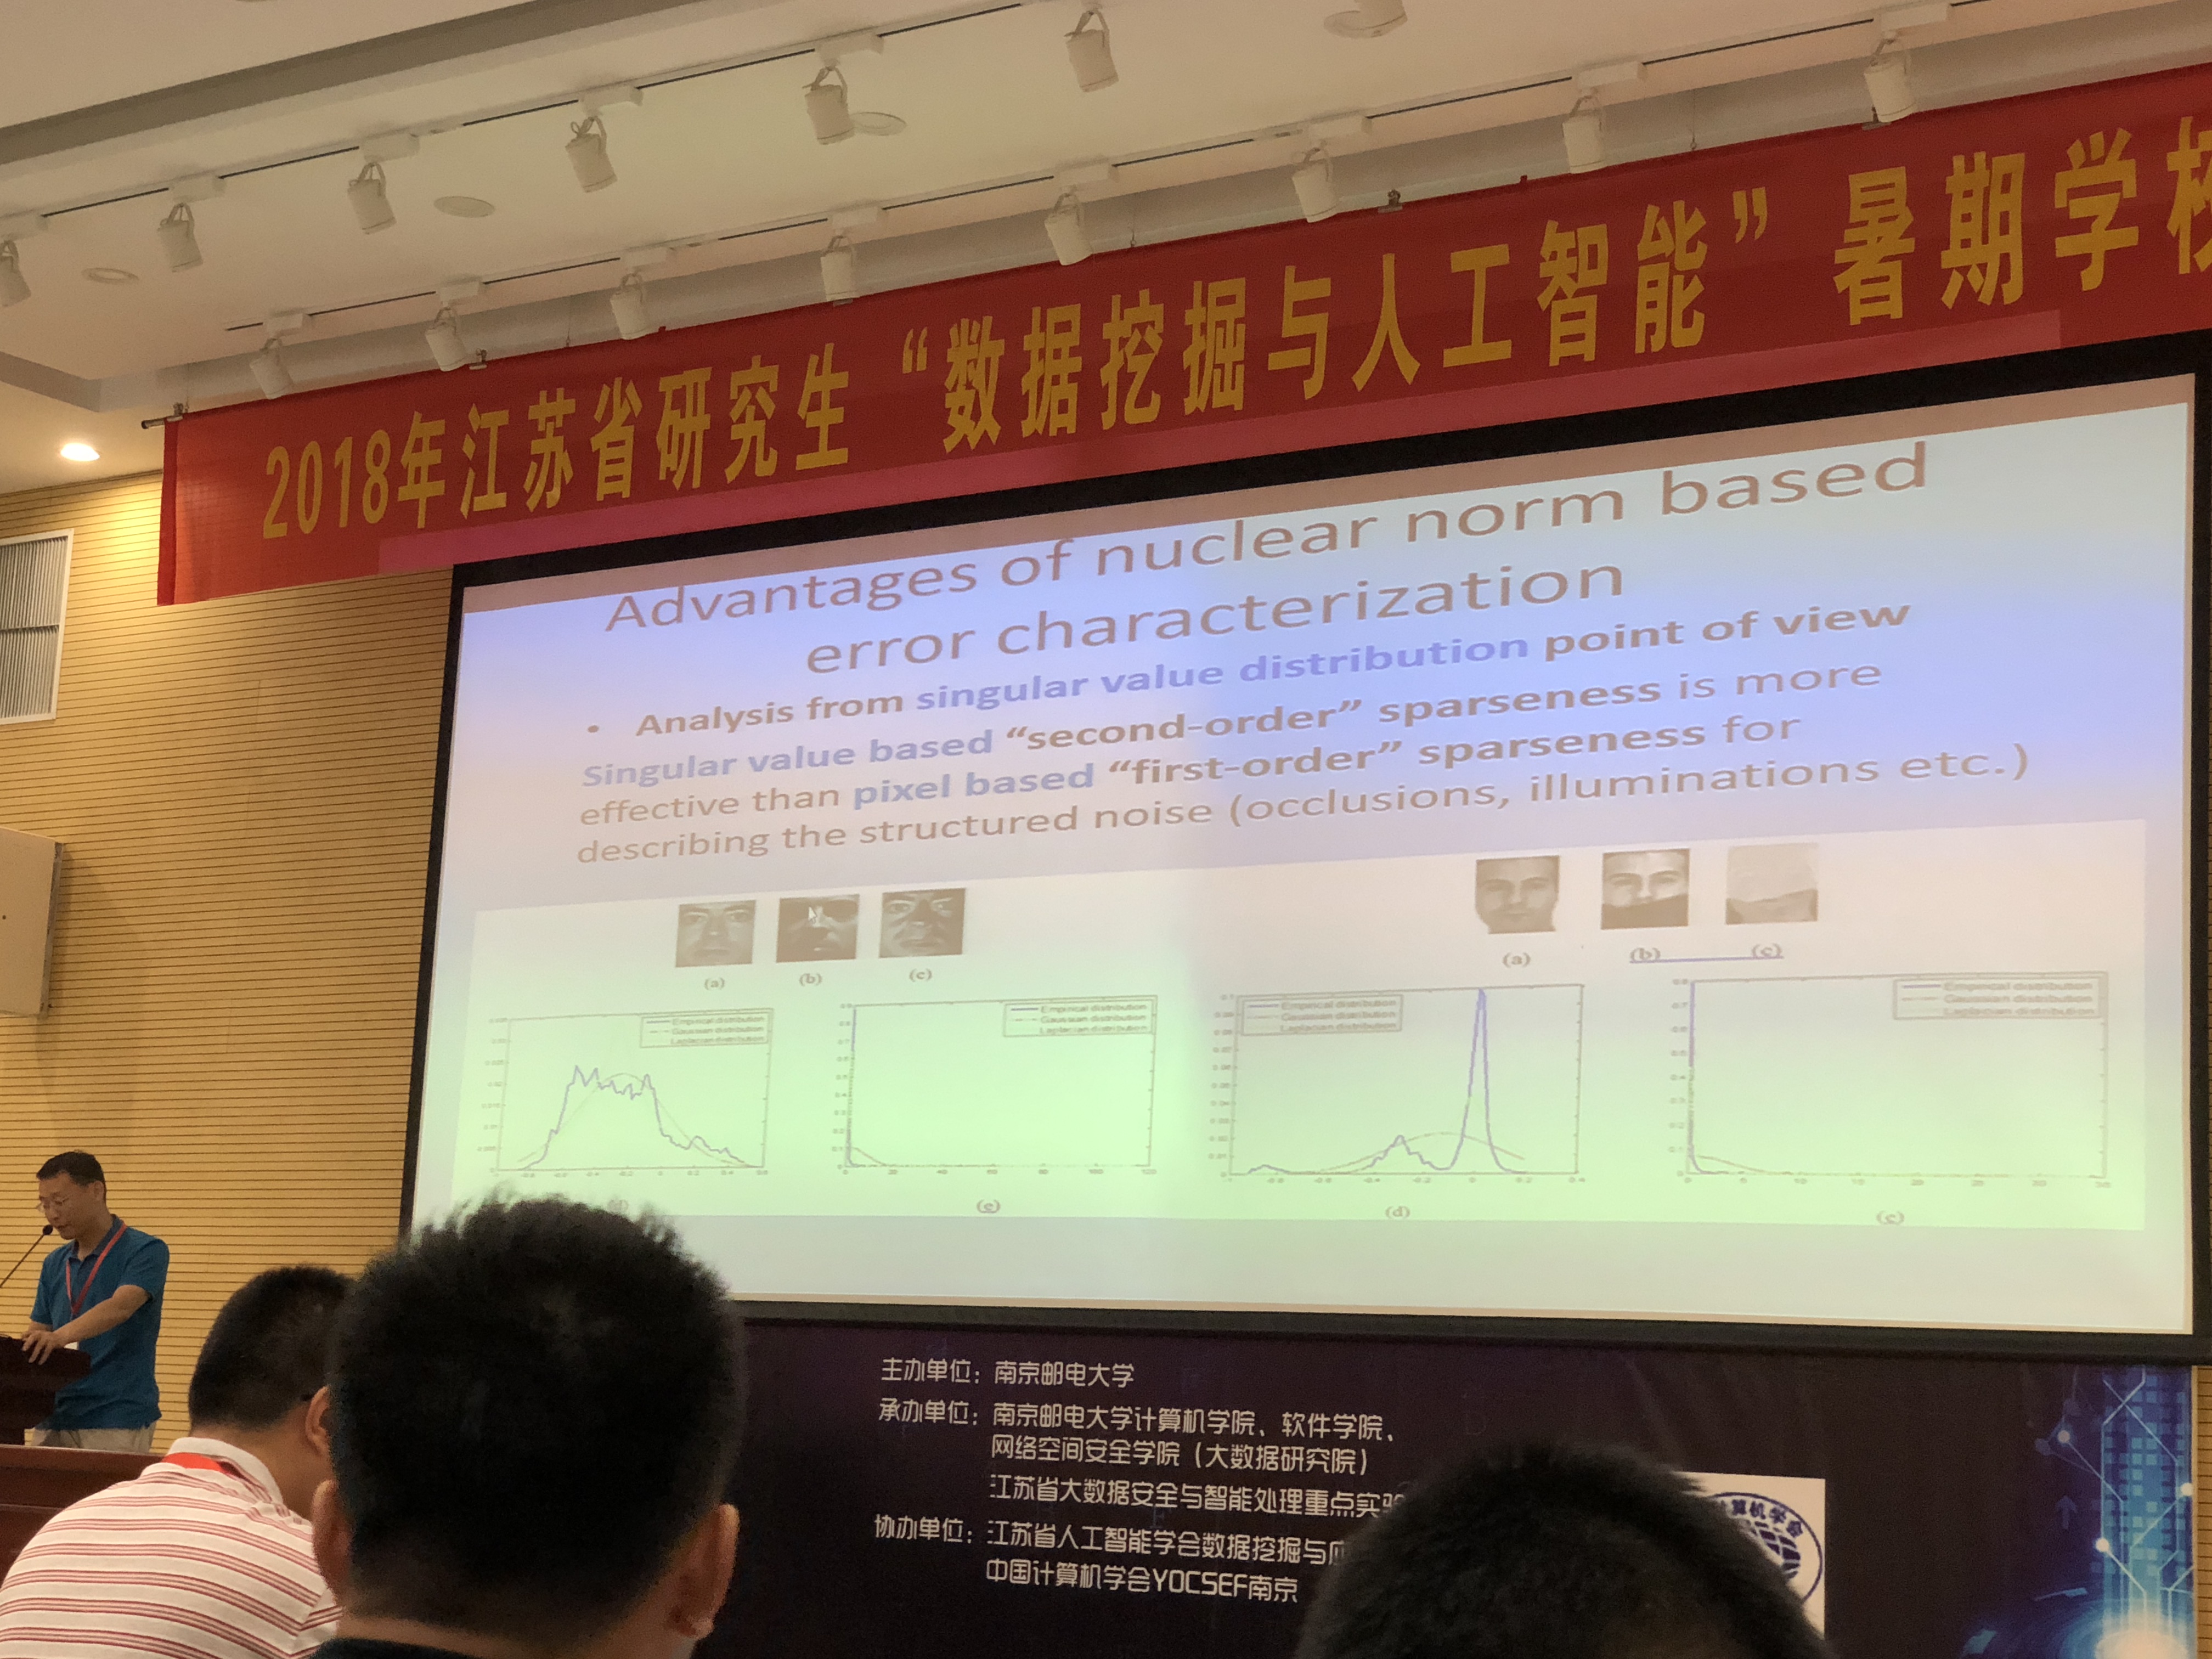 2018年江苏省研究生“数据挖掘与人工智能”暑期学校
Advantages of nuclear norm based
error characterization
• Analysis from singular value distribution point of view
Singular value based “second-order” sparseness is more
effective than pixel based “first-order” sparseness for
describing the structured noise (occlusions, illuminations etc.)
(a) (b) (c)
(a) (b) (c)
Empirical distribution
Gaussian distribution
Laplacian distribution
Empirical distribution
Gaussian distribution
Laplacian distribution
Empirical distribution
Gaussian distribution
Laplacian distribution
Empirical distribution
Gaussian distribution
Laplacian distribution
(e)
(d)
(e)
主办单位：南京邮电大学
承办单位：南京邮电大学计算机学院、软件学院、
网络空间安全学院（大数据研究院）
江苏省大数据安全与智能处理重点实
协办单位：江苏省人工智能学会数据挖掘与
中国计算机学会YOCSEF南京
计算机学会